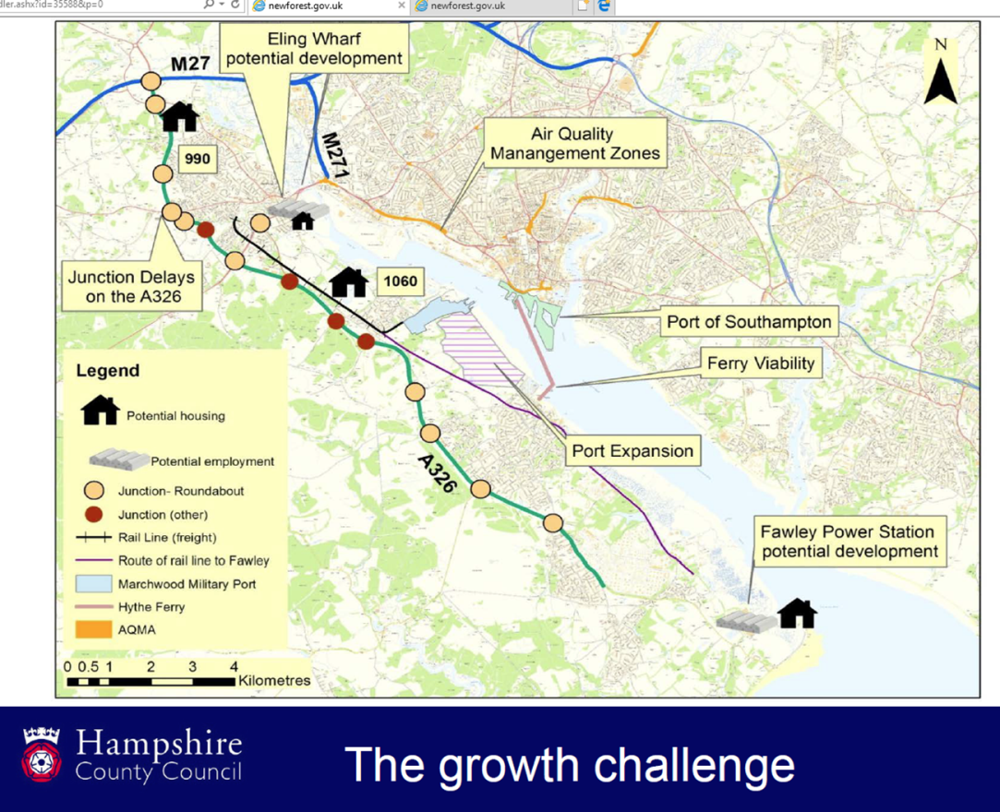 dler.ashx?id=35588&p=0
newforest.gov.uk
newforest.gov.uk
Eling Wharf
potential development
M27
N
M271
Air Quality
Manangement Zones
990
Junction Delays
on the A326
1060
Port of Southampton
Ferry Viability
Port Expansion
A326
Fawley Power Station
potential development
Legend
Potential housing
Potential employment
Junction- Roundabout
Junction (other)
Rail Line (freight)
Route of rail line to Fawley
Marchwood Military Port
Hythe Ferry
AQMA
0 0.5 1 2 3 4
Kilometres
Hampshire
County Council
The growth challenge